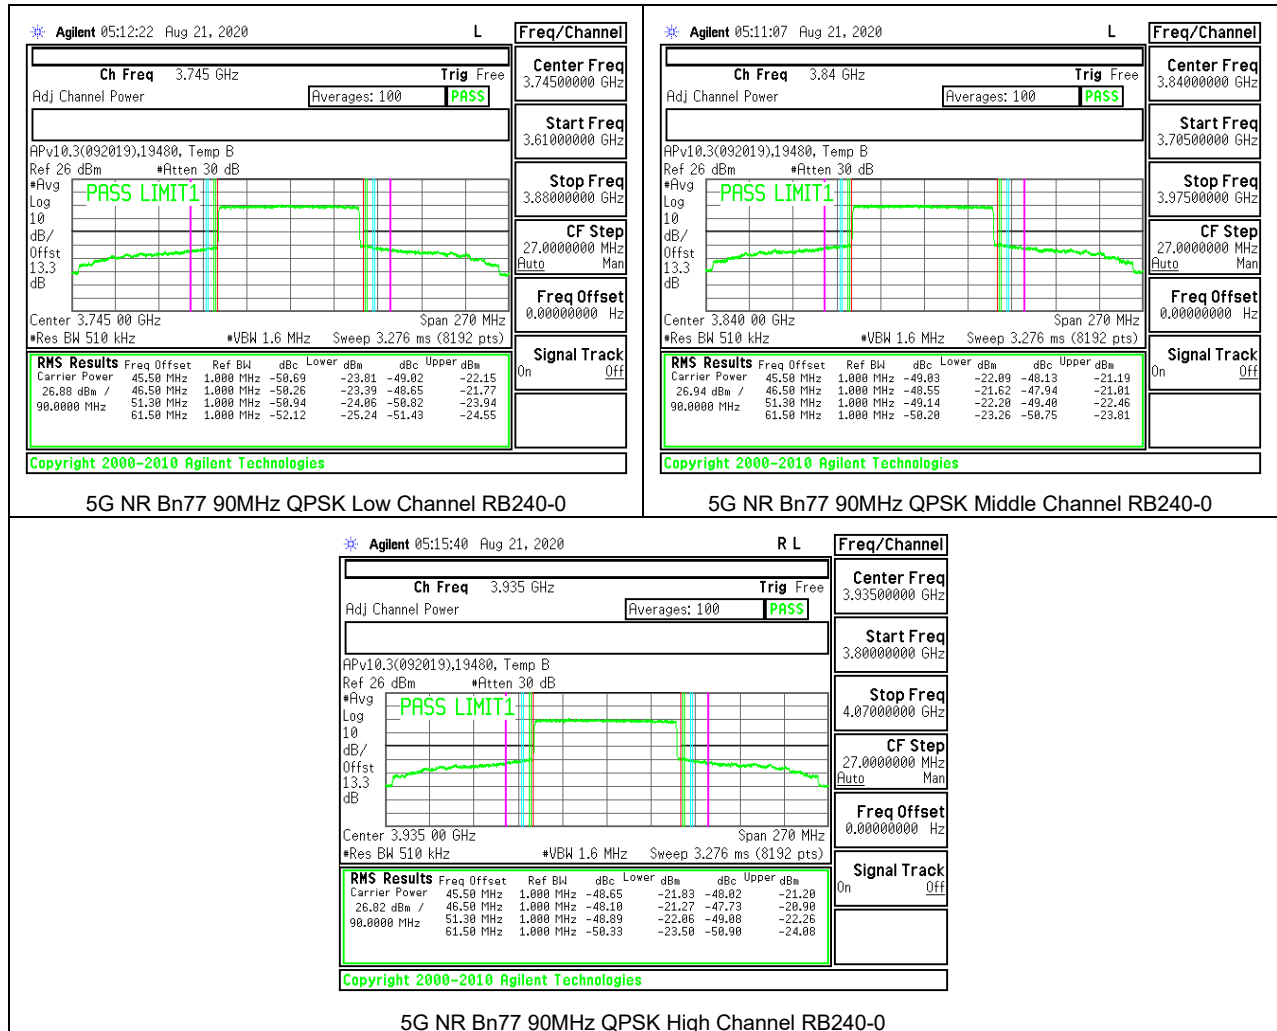 Agilent 05:12:22 Aug 21, 2020 L Freq/Channel
Ch Freq 3.745 GHz Trig Free
Adj Channel Power Averages: 100 PASS
APv10.3(092019),19480, Temp B
Ref 26 dBm #Atten 30 dB
#Avg
Log
10
dB/
Offst
13.3
dB
PASS LIMIT1
Center 3.745 00 GHz Span 270 MHz
#Res BW 510 kHz #VBW 1.6 MHz Sweep 3.276 ms (8192 pts)
RMS Results Freq Offset Ref BW dBc Lower dBm dBc Upper dBm
Carrier Power 45.50 MHz 1.000 MHz -50.69 -23.81 -49.02 -22.15
26.88 dBm / 46.50 MHz 1.000 MHz -50.26 -23.39 -48.65 -21.77
90.0000 MHz 51.30 MHz 1.000 MHz -50.94 -24.06 -50.82 -23.94
61.50 MHz 1.000 MHz -52.12 -25.24 -51.43 -24.55
Copyright 2000-2010 Agilent Technologies
Center Freq
3.74500000 GHz
Start Freq
3.61000000 GHz
Stop Freq
3.88000000 GHz
CF Step
27.0000000 MHz
Auto Man
Freq Offset
0.00000000 Hz
Signal Track
On Off
5G NR Bn77 90MHz QPSK Low Channel RB240-0
Agilent 05:11:07 Aug 21, 2020 L Freq/Channel
Ch Freq 3.84 GHz Trig Free
Adj Channel Power Averages: 100 PASS
APv10.3(092019),19480, Temp B
Ref 26 dBm #Atten 30 dB
#Avg
Log
10
dB/
Offst
13.3
dB
PASS LIMIT1
Center 3.840 00 GHz Span 270 MHz
#Res BW 510 kHz #VBW 1.6 MHz Sweep 3.276 ms (8192 pts)
RMS Results Freq Offset Ref BW dBc Lower dBm dBc Upper dBm
Carrier Power 45.50 MHz 1.000 MHz -49.03 -22.09 -48.13 -21.19
26.94 dBm / 46.50 MHz 1.000 MHz -48.55 -21.62 -47.94 -21.01
90.0000 MHz 51.30 MHz 1.000 MHz -49.14 -22.20 -49.40 -22.46
61.50 MHz 1.000 MHz -50.20 -23.26 -50.75 -23.81
Copyright 2000-2010 Agilent Technologies
Center Freq
3.84000000 GHz
Start Freq
3.70500000 GHz
Stop Freq
3.97500000 GHz
CF Step
27.0000000 MHz
Auto Man
Freq Offset
0.00000000 Hz
Signal Track
On Off
5G NR Bn77 90MHz QPSK Middle Channel RB240-0
Agilent 05:15:40 Aug 21, 2020 R L Freq/Channel
Ch Freq 3.935 GHz Trig Free
Adj Channel Power Averages: 100 PASS
APv10.3(092019),19480, Temp B
Ref 26 dBm #Atten 30 dB
#Avg
Log
10
dB/
Offst
13.3
dB
PASS LIMIT1
Center 3.935 00 GHz Span 270 MHz
#Res BW 510 kHz #VBW 1.6 MHz Sweep 3.276 ms (8192 pts)
RMS Results Freq Offset Ref BW dBc Lower dBm dBc Upper dBm
Carrier Power 45.50 MHz 1.000 MHz -48.65 -21.83 -48.02 -21.20
26.82 dBm / 46.50 MHz 1.000 MHz -48.10 -21.27 -47.73 -20.90
90.0000 MHz 51.30 MHz 1.000 MHz -48.89 -22.06 -49.08 -22.26
61.50 MHz 1.000 MHz -50.33 -23.50 -50.90 -24.08
Copyright 2000-2010 Agilent Technologies
Center Freq
3.93500000 GHz
Start Freq
3.80000000 GHz
Stop Freq
4.07000000 GHz
CF Step
27.0000000 MHz
Auto Man
Freq Offset
0.00000000 Hz
Signal Track
On Off
5G NR Bn77 90MHz QPSK High Channel RB240-0